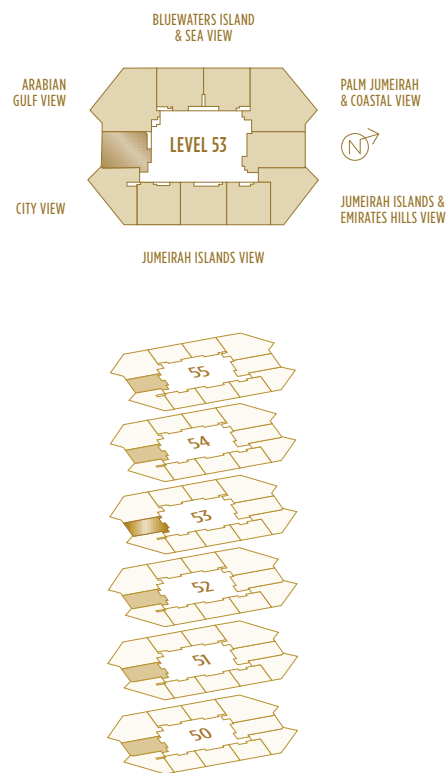 BLUEWATERS ISLAND
& SEA VIEW
ARABIAN
GULF VIEW
PALM JUMEIRAH
& COASTAL VIEW
LEVEL 53
N
CITY VIEW
JUMEIRAH ISLANDS &
EMIRATES HILLS VIEW
JUMEIRAH ISLANDS VIEW
55
54
53
52
51
50